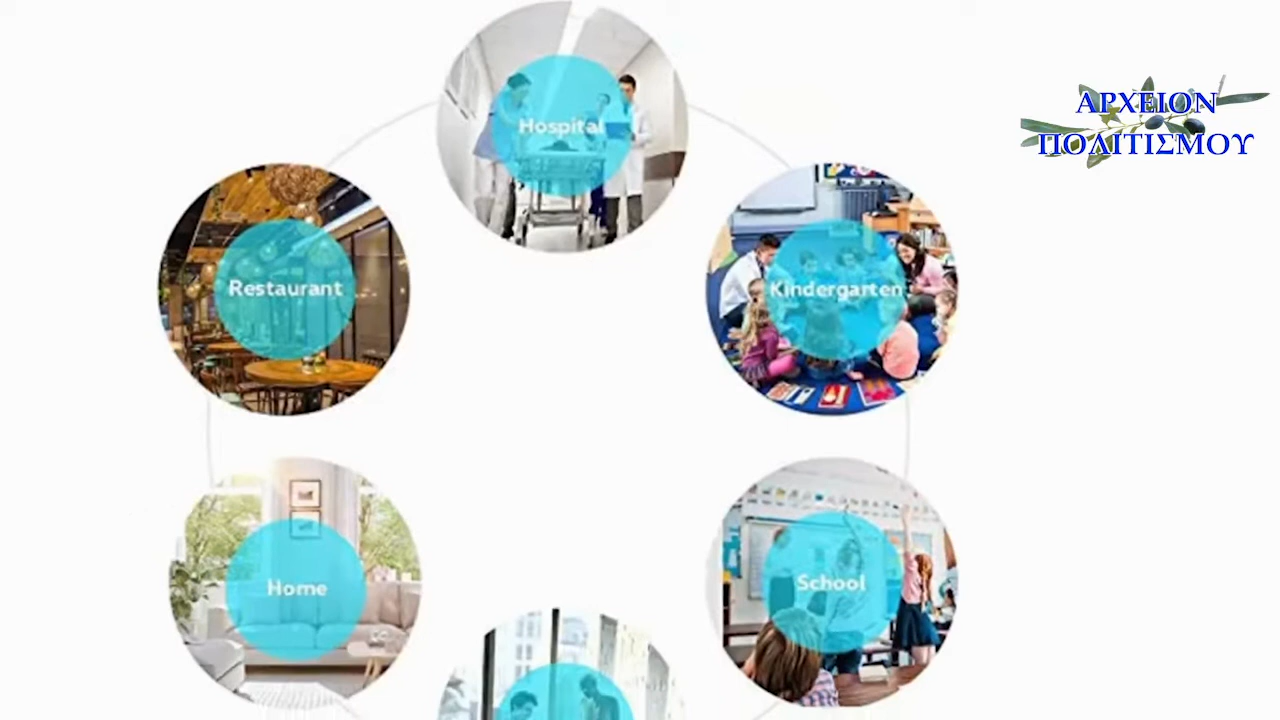 ΑΡΧΕΙΟΝ
ΠΟΛΙΤΙΣΜΟΥ
Hospital
Restaurant
Kindergarten
Home
School